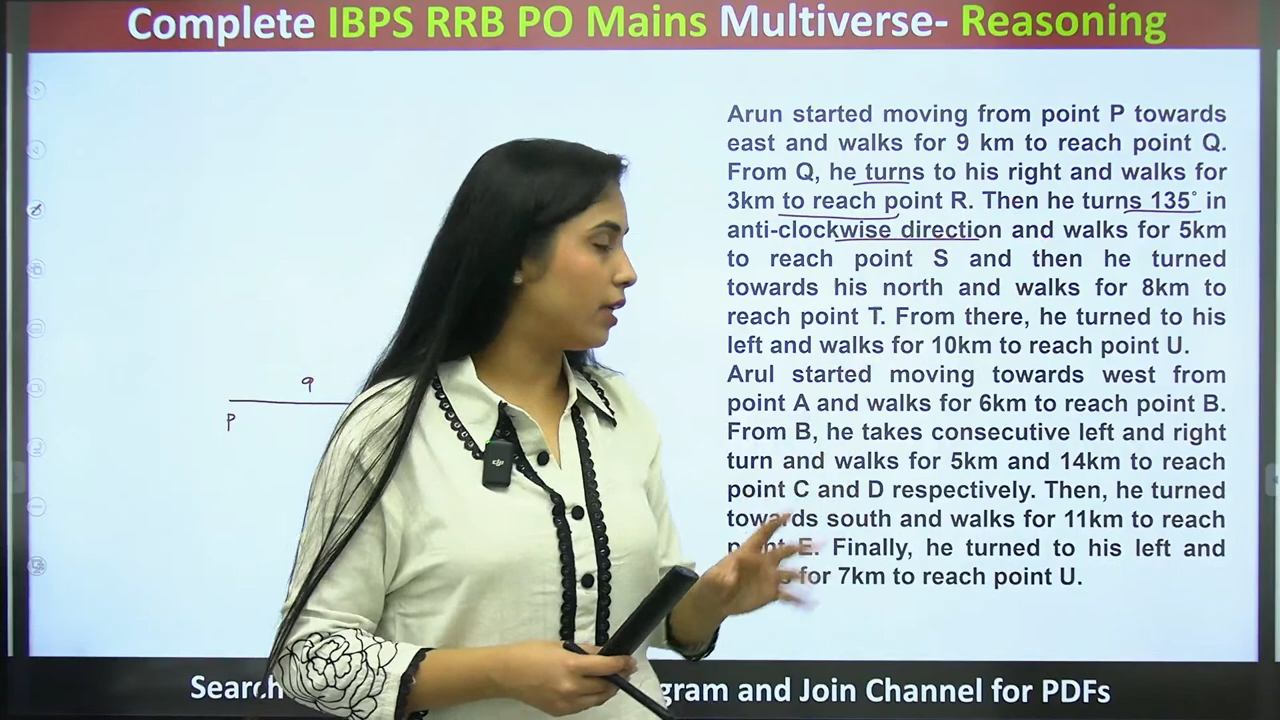 Complete IBPS RRB PO Mains Multiverse- Reasoning
Arun started moving from point P towards
east and walks for 9 km to reach point Q.
From Q, he turns to his right and walks for
3km to reach point R. Then he turns 135° in
anti-clockwise direction and walks for 5km
to reach point S and then he turned
towards his north and walks for 8km to
reach point T. From there, he turned to his
left and walks for 10km to reach point U.
Arul started moving towards west from
point A and walks for 6km to reach point B.
From B, he takes consecutive left and right
turn and walks for 5km and 14km to reach
point C and D respectively. Then, he turned
towards south and walks for 11km to reach
E. Finally, he turned to his left and
for 7km to reach point U.
9
P
dji
Search gram and Join Channel for PDFs